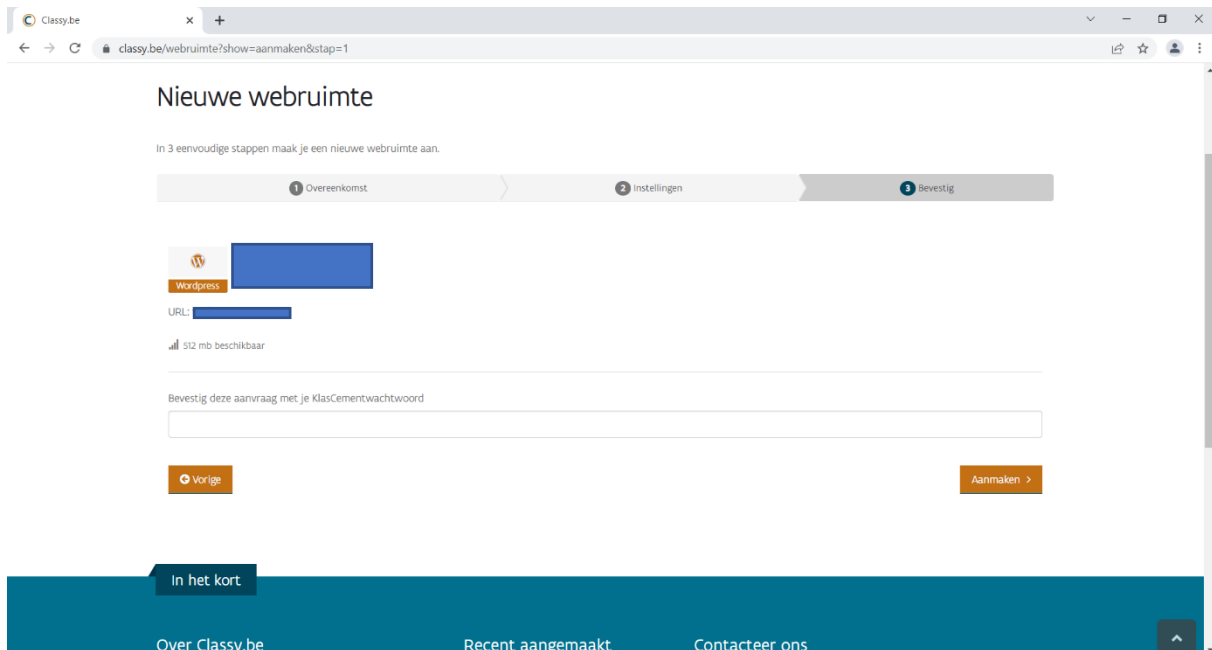 Classy.be
classy.be/webruimte?show=aanmaken&stap=1
Nieuwe webruimte
In 3 eenvoudige stappen maak je een nieuwe webruimte aan.
1 Overeenkomst 2 Instellingen 3 Bevestig
Wordpress
URL:
512 mb beschikbaar
Bevestig deze aanvraag met je KlasCementwachtwoord
Vorige Aanmaken
In het kort
Over Classy.be Recent aangemaakt Contacteer ons